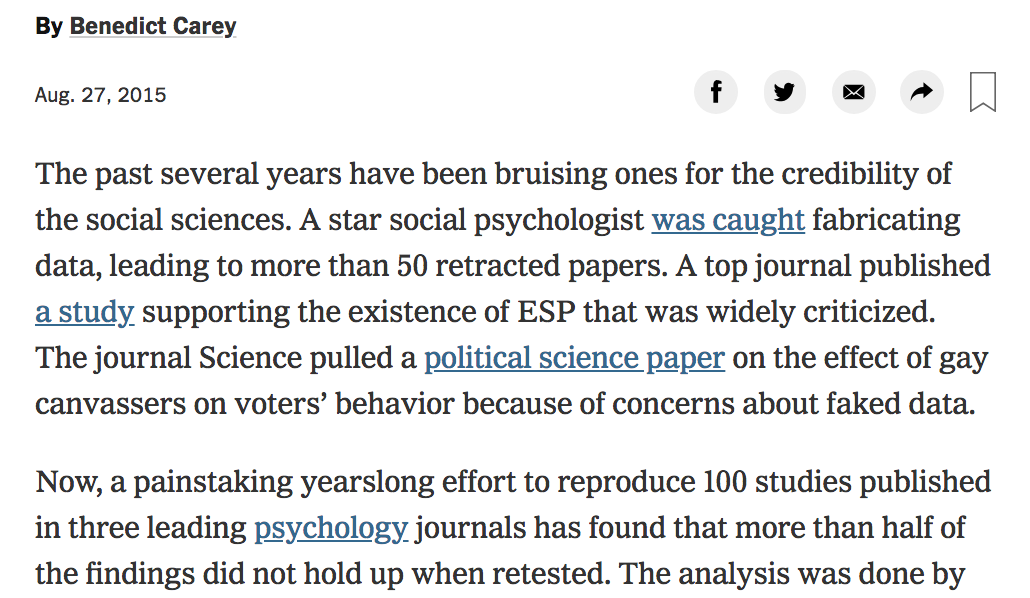 By Benedict Carey
Aug. 27, 2015
The past several years have been bruising ones for the credibility of
the social sciences. A star social psychologist was caught fabricating
data, leading to more than 50 retracted papers. A top journal published
a study supporting the existence of ESP that was widely criticized.
The journal Science pulled a political science paper on the effect of gay
canvassers on voters’ behavior because of concerns about faked data.
Now, a painstaking yearslong effort to reproduce 100 studies published
in three leading psychology journals has found that more than half of
the findings did not hold up when retested. The analysis was done by